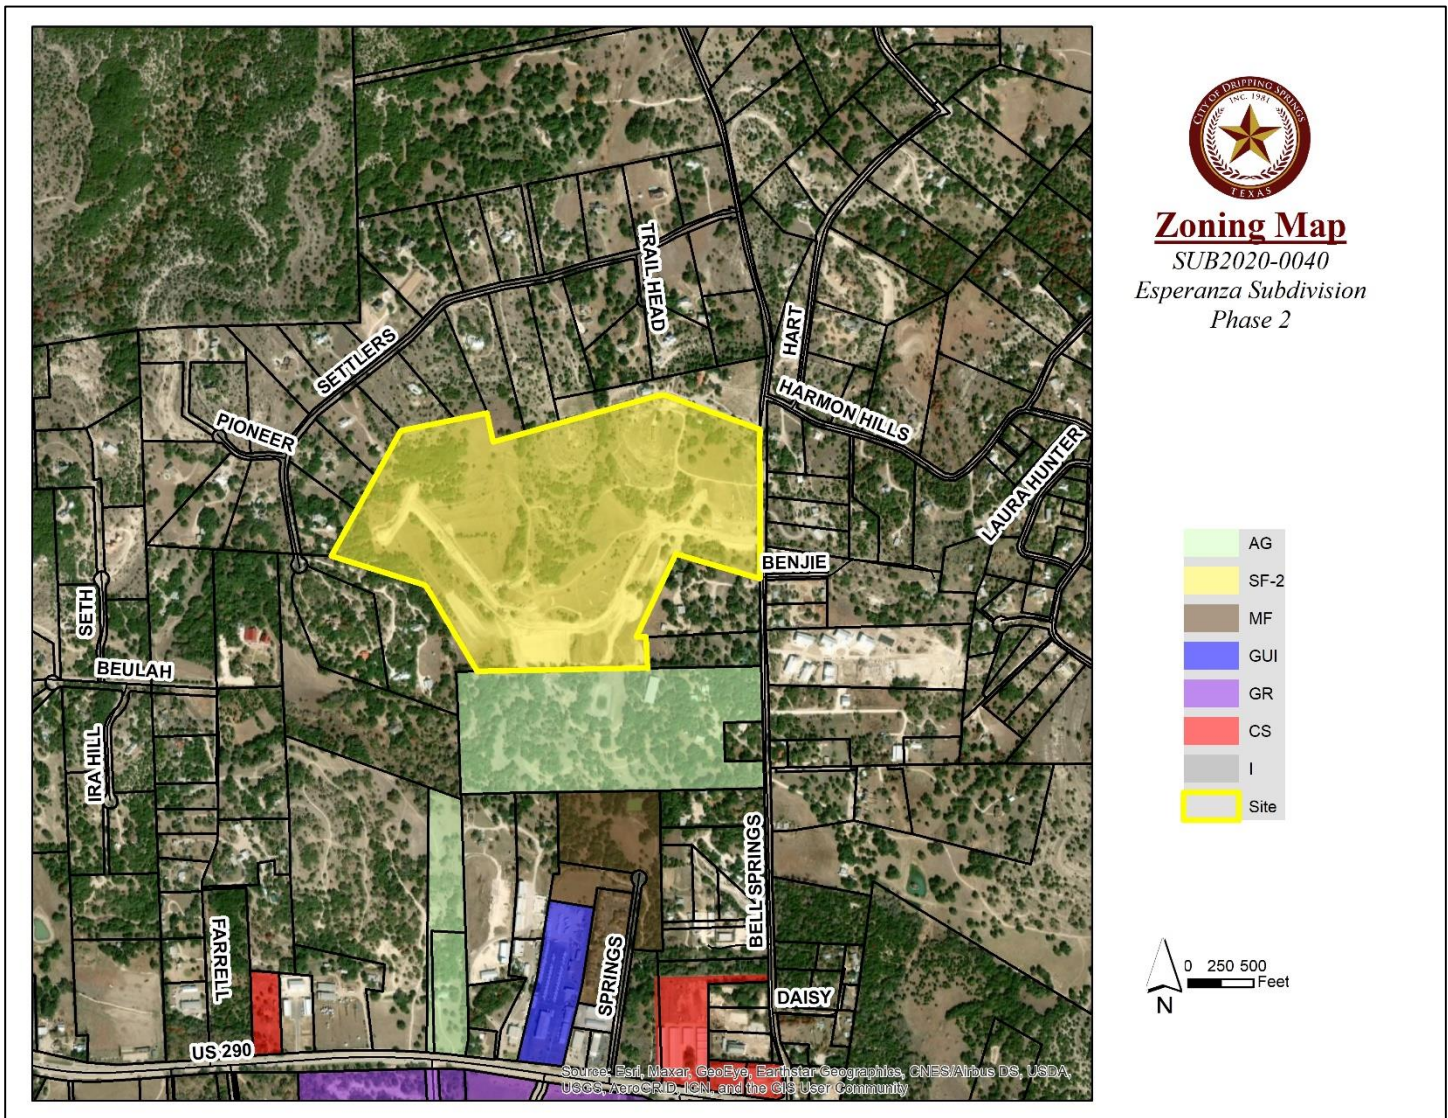 CITY OF DRIPPING SPRINGS
INC. 1981
TEXAS
Zoning Map
SUB2020-0040
Esperanza Subdivision
Phase 2
TRAIL HEAD
SETTLERS
HART
PIONEER
HARMON HILLS
LAURA HUNTER
BENJIE
SETH
BEULAH
IRA HILL
BELL SPRINGS
FARRELL
SPRINGS
DAISY
US 290
AG
SF-2
MF
GUI
GR
CS
I
Site
0 250 500
Feet
N
Source: Esri, Maxar, GeoEye, Earthstar Geographics, CNES/Airbus DS, USDA,
USGS, AeroGRID, IGN, and the GIS User Community